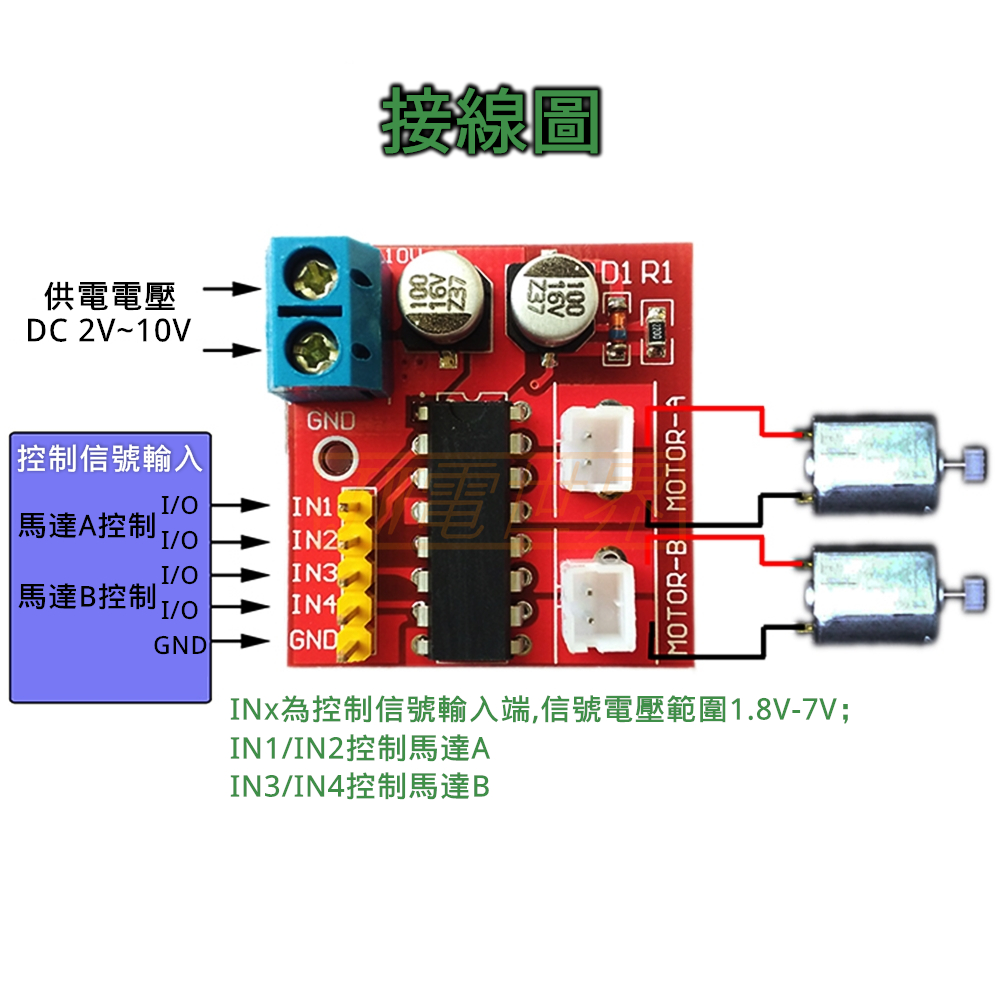 接線圖
供電電壓
DC 2V~10V
10V
100
16V
Z37
100
16V
Z37
D1 R1
GND
MOTOR-A
MOTOR-B
控制信號輸入
馬達A控制
I/O
I/O
馬達B控制
I/O
I/O
GND
IN1
IN2
IN3
IN4
GND
INx為控制信號輸入端,信號電壓範圍1.8V-7V;
IN1/IN2控制馬達A
IN3/IN4控制馬達B